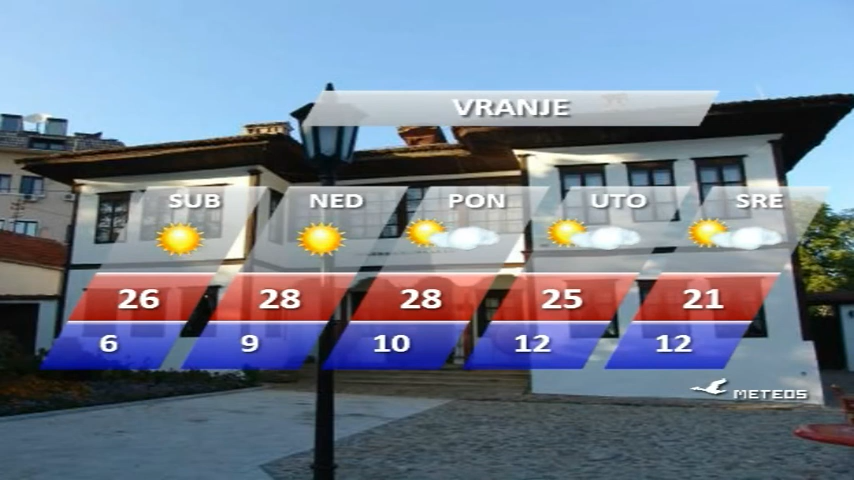 VRANJE
SUB NED PON UTO SRE
26 28 28 25 21
6 9 10 12 12
METEOS